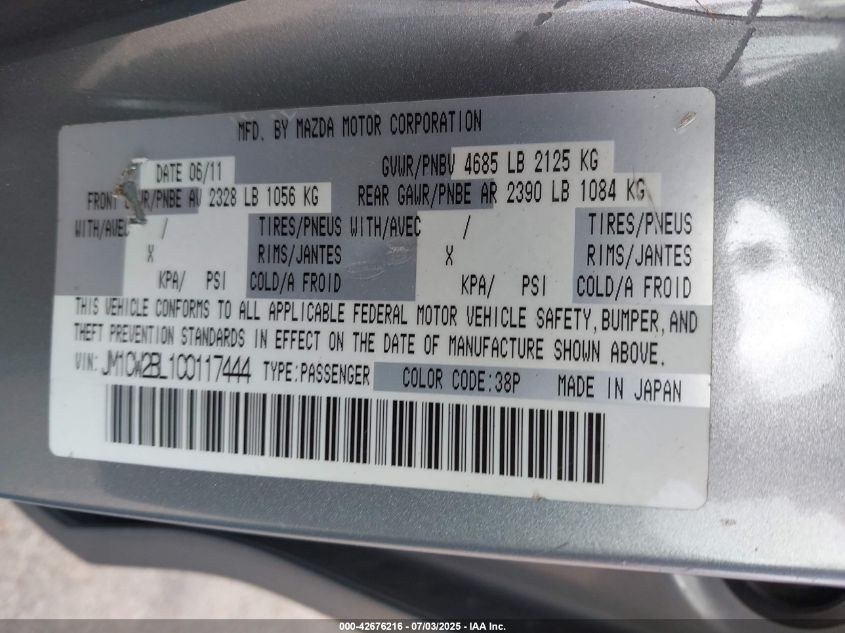 MFD. BY MAZDA MOTOR CORPORATION
DATE 06/11 GVWR/PNBV 4685 LB 2125 KG
FRONT GAWR/PNBE AV 2328 LB 1056 KG REAR GAWR/PNBE AR 2390 LB 1084 KG
WITH/AVEC / TIRES/PNEUS WITH/AVEC / TIRES/PNEUS
X RIMS/JANTES X RIMS/JANTES
KPA/ PSI COLD/A FROID KPA/ PSI COLD/A FROID
THIS VEHICLE CONFORMS TO ALL APPLICABLE FEDERAL MOTOR VEHICLE SAFETY, BUMPER, AND
THEFT PREVENTION STANDARDS IN EFFECT ON THE DATE OF MANUFACTURE SHOWN ABOVE.
VIN: JM1CW2BL1C0117444 TYPE:PASSENGER COLOR CODE:38P MADE IN JAPAN
000-42676216 - 07/03/2025 - IAA Inc.